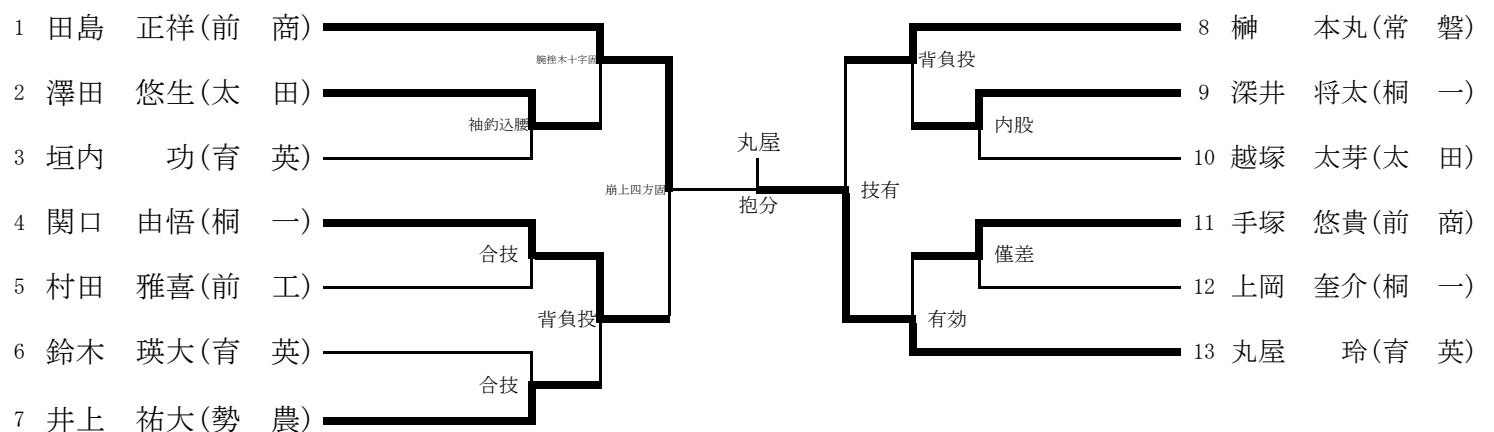 1 田島　正祥(前　商)
腕挫木十字固
2 澤田　悠生(太　田)
袖釣込腰
3 垣内　　功(育　英)
崩上四方固
4 関口　由悟(桐　一)
合技
5 村田　雅喜(前　工)
背負投
6 鈴木　瑛大(育　英)
合技
7 井上　祐大(勢　農)
丸屋
抱分
8 榊　　本丸(常　磐)
背負投
9 深井　将太(桐　一)
内股
10 越塚　太芽(太　田)
技有
11 手塚　悠貴(前　商)
僅差
12 上岡　奎介(桐　一)
有効
13 丸屋　　玲(育　英)